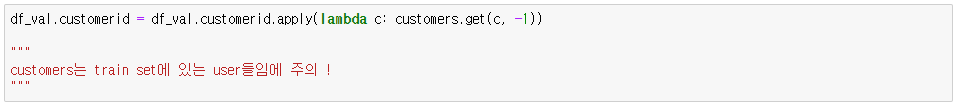 df_val.customerid = df_val.customerid.apply(lambda c: customers.get(c, -1))
"""
customers는 train set에 있는 user들임에 주의 !
"""